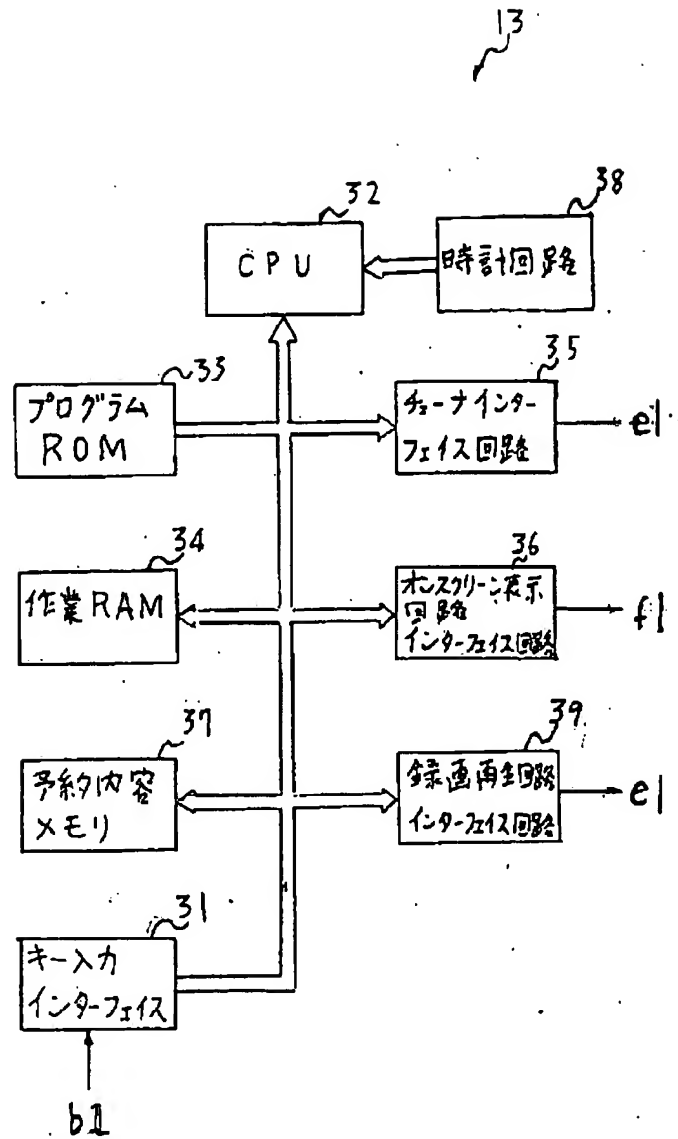 13
32
CPU
38
時計回路
33
プログラム
ROM
35
チューナインター
フェイス回路
e1
34
作業RAM
36
オンスクリーン表示
回路
インターフェイス回路
f1
37
予約内容
メモリ
39
録画再生回路
インターフェイス回路
e1
31
キー入力
インターフェイス